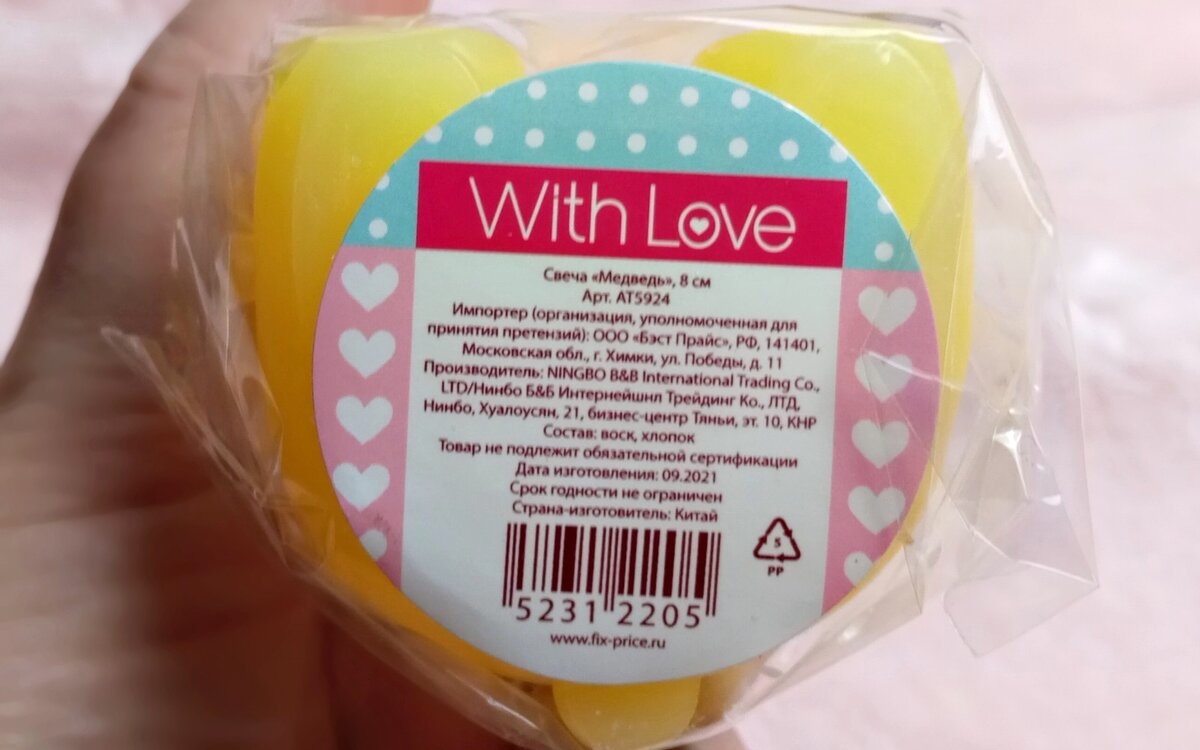 With Love
Свеча «Медведь», 8 см
Арт. АТ5924
Импортер (организация, уполномоченная для
принятия претензий): ООО «Бэст Прайс», РФ, 141401,
Московская обл., г. Химки, ул. Победы, д. 11
Производитель: NINGBO B&B International Trading Co.,
LTD/Нинбо Б&Б Интернейшнл Трейдинг Ко., ЛТД,
Нинбо, Хуалоусян, 21, бизнес-центр Тяньи, эт. 10, КНР
Состав: воск, хлопок
Товар не подлежит обязательной сертификации
Дата изготовления: 09.2021
Срок годности не ограничен
Страна-изготовитель: Китай
5
PP
5231 2205
www.fix-price.ru